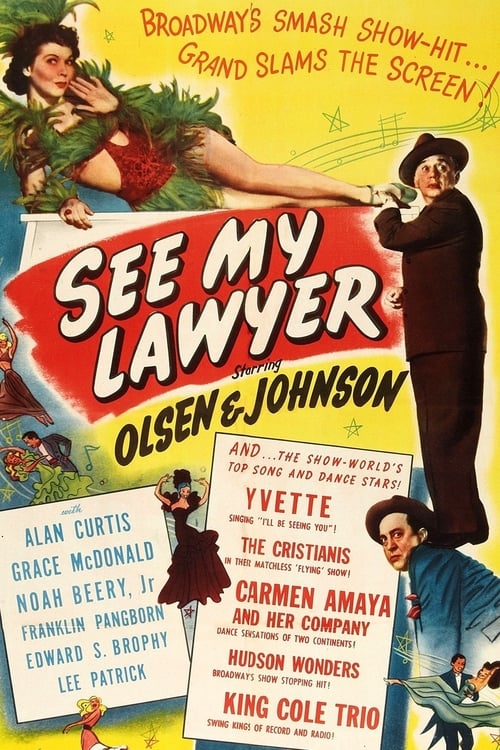 BROADWAY'S SMASH SHOW-HIT...
GRAND SLAMS THE SCREEN!
SEE MY
LAWYER
Starring
OLSEN & JOHNSON
with
ALAN CURTIS
GRACE McDONALD
NOAH BEERY, Jr
FRANKLIN PANGBORN
EDWARD S. BROPHY
LEE PATRICK
AND...THE SHOW-WORLD'S
TOP SONG AND DANCE STARS!
YVETTE
SINGING "I'LL BE SEEING YOU"!
THE CRISTIANIS
IN THEIR MATCHLESS 'FLYING' SHOW!
CARMEN AMAYA
AND HER COMPANY
DANCE SENSATIONS OF TWO CONTINENTS!
HUDSON WONDERS
BROADWAY'S SHOW STOPPING HIT!
KING COLE TRIO
SWING KINGS OF RECORD AND RADIO!